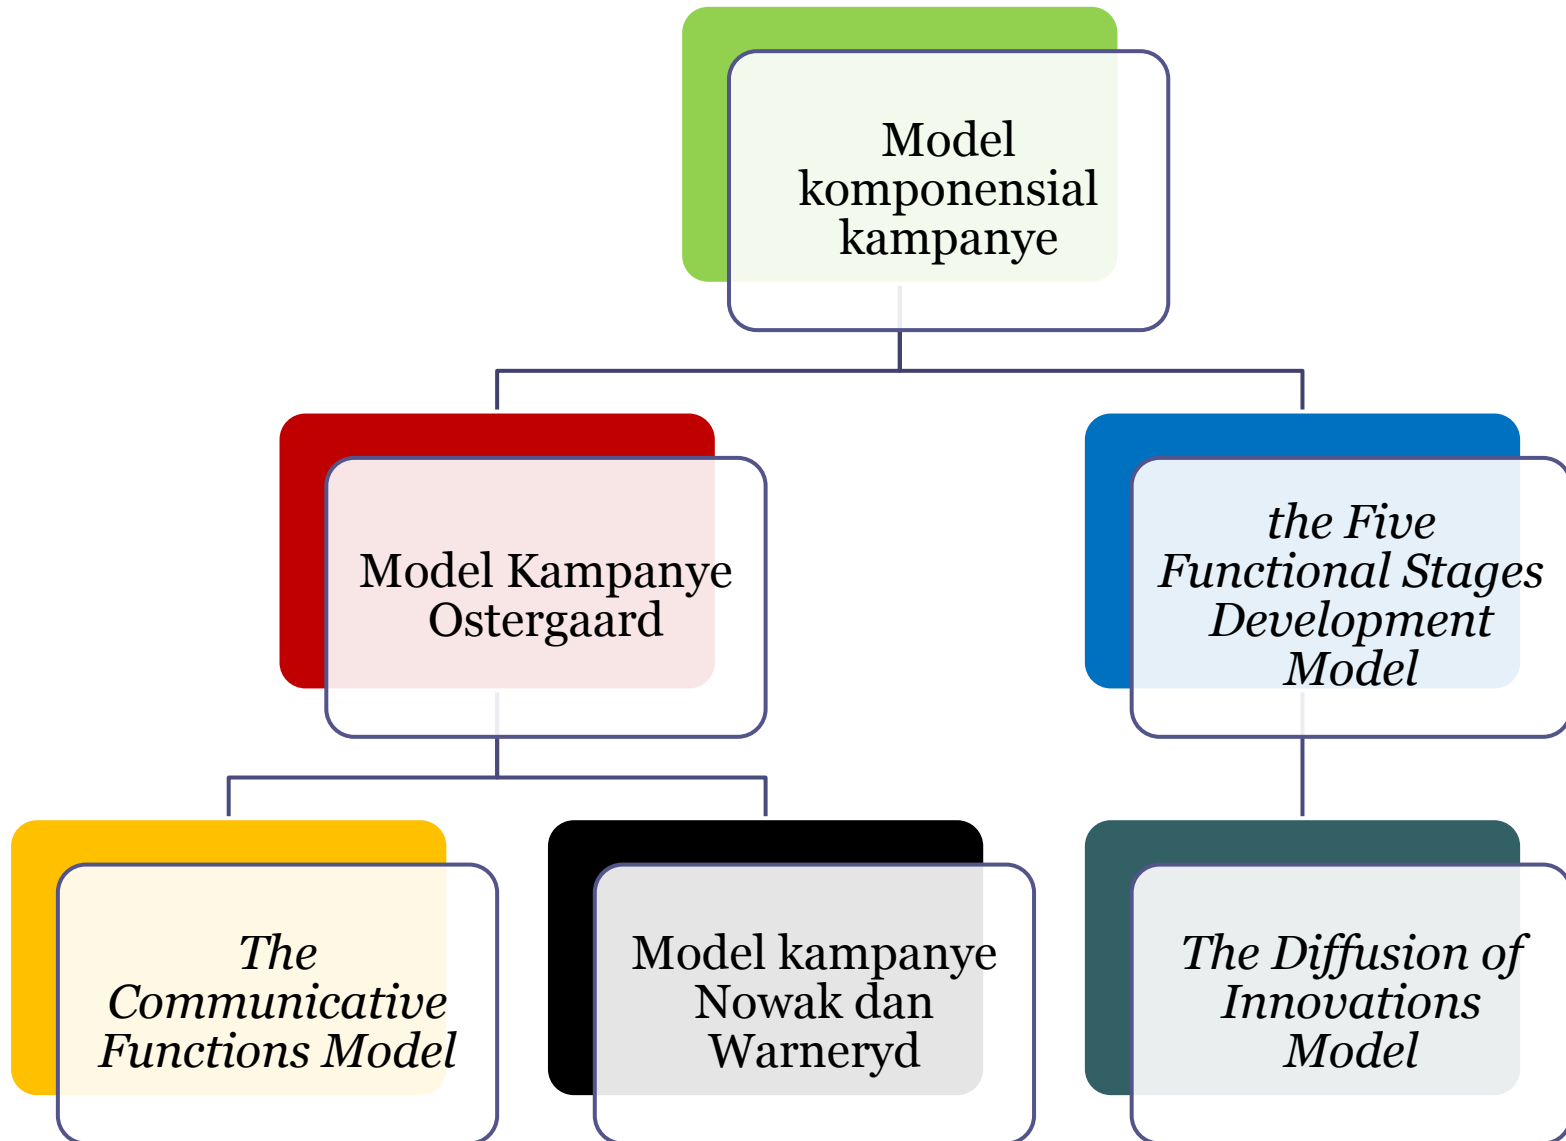 Model
komponensial
kampanye
Model Kampanye
Ostergaard
the Five
Functional Stages
Development
Model
The
Communicative
Functions Model
Model kampanye
Nowak dan
Warneryd
The Diffusion of
Innovations
Model